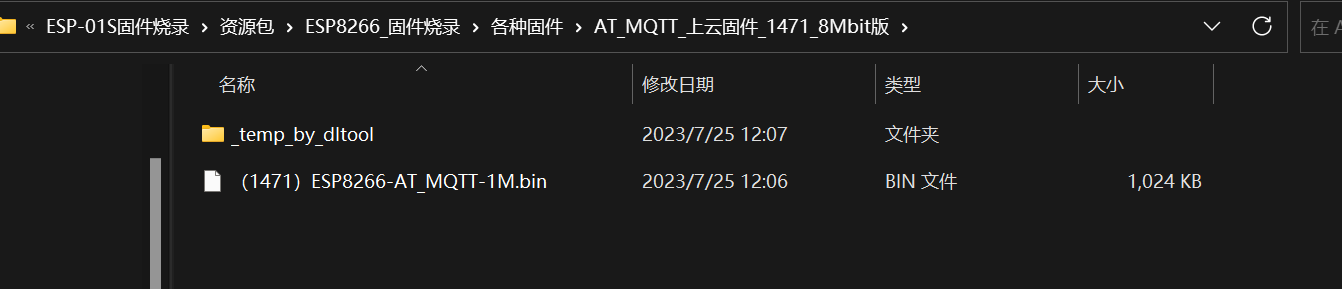 « ESP-01S固件烧录 › 资源包 › ESP8266_固件烧录 › 各种固件 › AT_MQTT_上云固件_1471_8Mbit版 › 在
名称 修改日期 类型 大小
_temp_by_dltool 2023/7/25 12:07 文件夹
（1471）ESP8266-AT_MQTT-1M.bin 2023/7/25 12:06 BIN 文件 1,024 KB